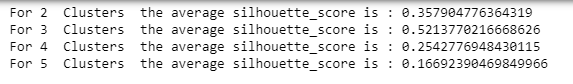 For 2  Clusters  the average silhouette_score is : 0.357904776364319
For 3  Clusters  the average silhouette_score is : 0.5213770216668626
For 4  Clusters  the average silhouette_score is : 0.2542776948430115
For 5  Clusters  the average silhouette_score is : 0.16692390469849966